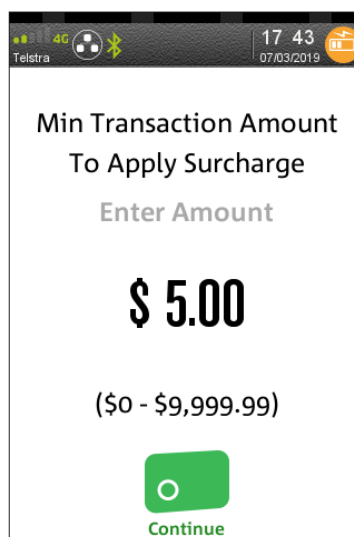 4G
17 43
Telstra
07/03/2019
Min Transaction Amount
To Apply Surcharge
Enter Amount
$ 5.00
($0 - $9,999.99)
Continue